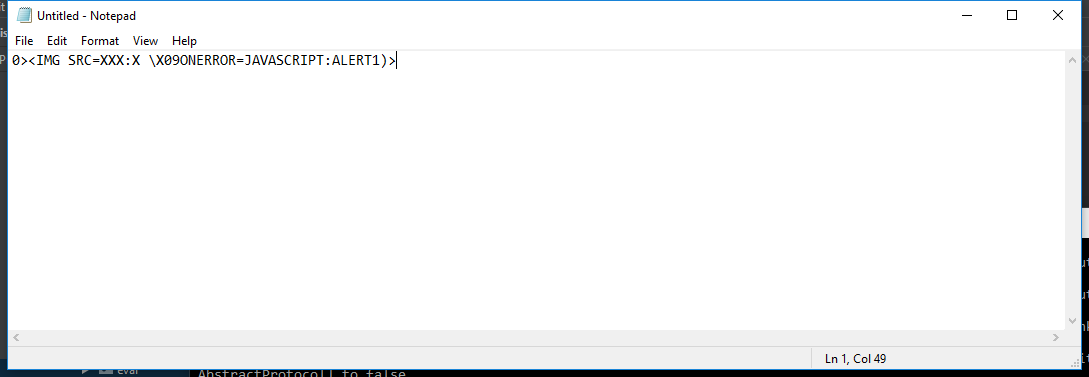 Untitled - Notepad
File Edit Format View Help
0><IMG SRC=XXX:X \X09ONERROR=JAVASCRIPT:ALERT1)>
Ln 1, Col 49
eval
AbstractProtocol] to false